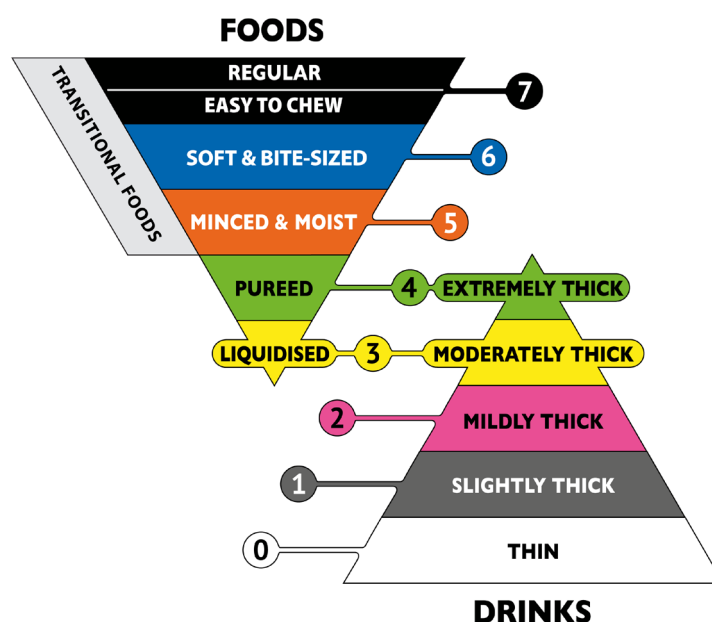 FOODS
REGULAR
EASY TO CHEW
7
TRANSITIONAL FOODS
SOFT & BITE-SIZED
6
MINCED & MOIST
5
PUREED
4
EXTREMELY THICK
LIQUIDISED
3
MODERATELY THICK
2
MILDLY THICK
1
SLIGHTLY THICK
0
THIN
DRINKS